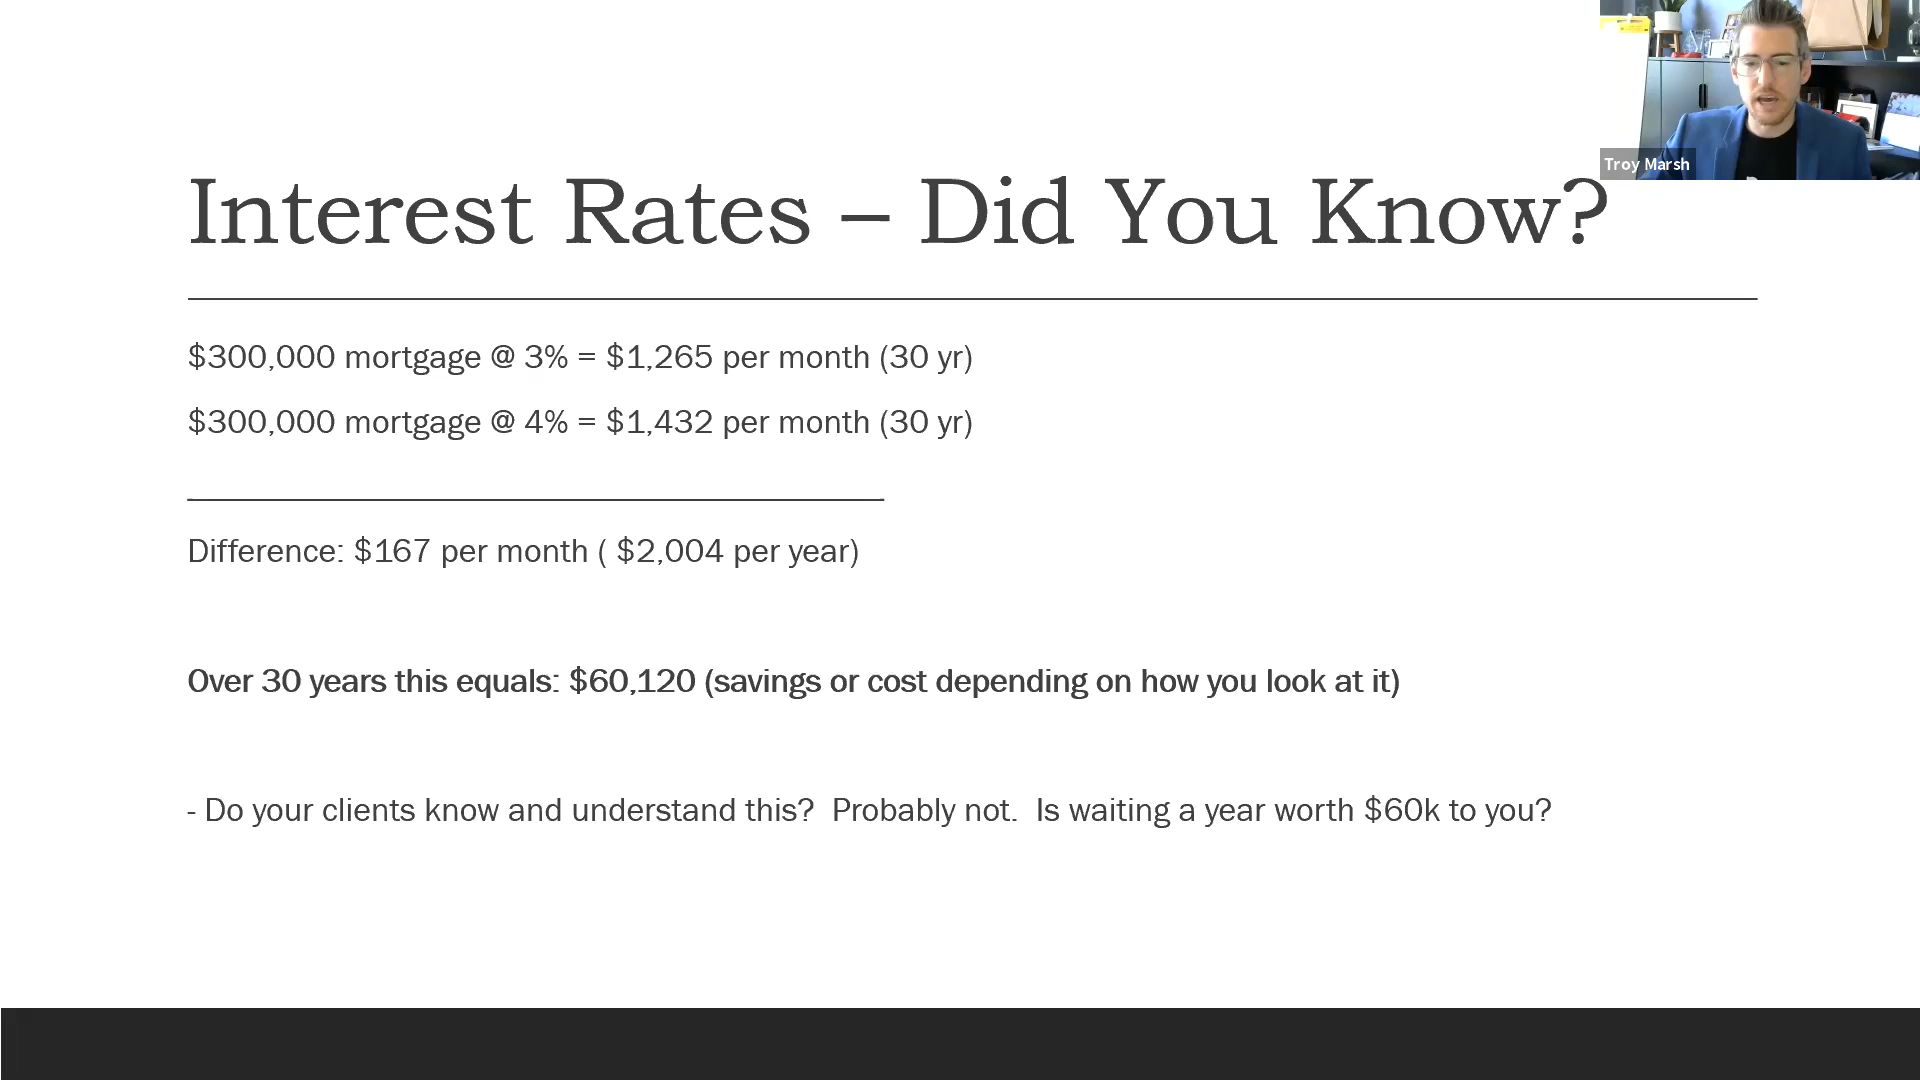 Troy Marsh
Interest Rates – Did You Know?
$300,000 mortgage @ 3% = $1,265 per month (30 yr)
$300,000 mortgage @ 4% = $1,432 per month (30 yr)
Difference: $167 per month ( $2,004 per year)
Over 30 years this equals: $60,120 (savings or cost depending on how you look at it)
- Do your clients know and understand this?  Probably not.  Is waiting a year worth $60k to you?